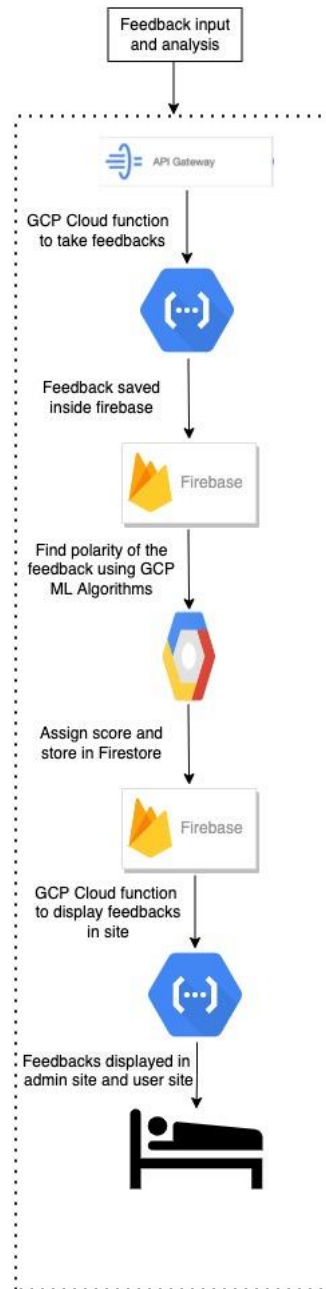 Feedback input
and analysis
API Gateway
GCP Cloud function
to take feedbacks
Feedback saved
inside firebase
Firebase
Find polarity of the
feedback using GCP
ML Algorithms
Assign score and
store in Firestore
Firebase
GCP Cloud function
to display feedbacks
in site
Feedbacks displayed in
admin site and user site